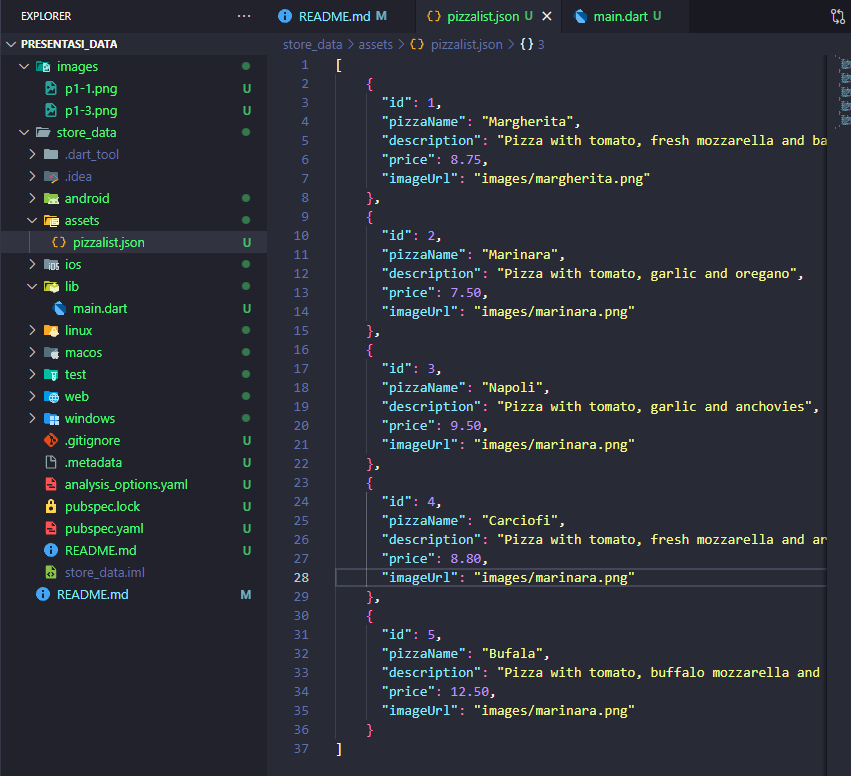 EXPLORER
PRESENTASI_DATA
images
p1-1.png U
p1-3.png U
store_data
.dart_tool
.idea
android
assets
pizzalist.json U
ios
lib
main.dart U
linux
macos
test
web
windows
.gitignore U
.metadata U
analysis_options.yaml U
pubspec.lock U
pubspec.yaml U
README.md U
store_data.iml
README.md M
README.md M
pizzalist.json U
main.dart U
store_data > assets > {} pizzalist.json > {} 3
1 [
2 {
3 "id": 1,
4 "pizzaName": "Margherita",
5 "description": "Pizza with tomato, fresh mozzarella and ba
6 "price": 8.75,
7 "imageUrl": "images/margherita.png"
8 },
9 {
10 "id": 2,
11 "pizzaName": "Marinara",
12 "description": "Pizza with tomato, garlic and oregano",
13 "price": 7.50,
14 "imageUrl": "images/marinara.png"
15 },
16 {
17 "id": 3,
18 "pizzaName": "Napoli",
19 "description": "Pizza with tomato, garlic and anchovies",
20 "price": 9.50,
21 "imageUrl": "images/marinara.png"
22 },
23 {
24 "id": 4,
25 "pizzaName": "Carciofi",
26 "description": "Pizza with tomato, fresh mozzarella and ar
27 "price": 8.80,
28 "imageUrl": "images/marinara.png"
29 },
30 {
31 "id": 5,
32 "pizzaName": "Bufala",
33 "description": "Pizza with tomato, buffalo mozzarella and
34 "price": 12.50,
35 "imageUrl": "images/marinara.png"
36 }
37 ]